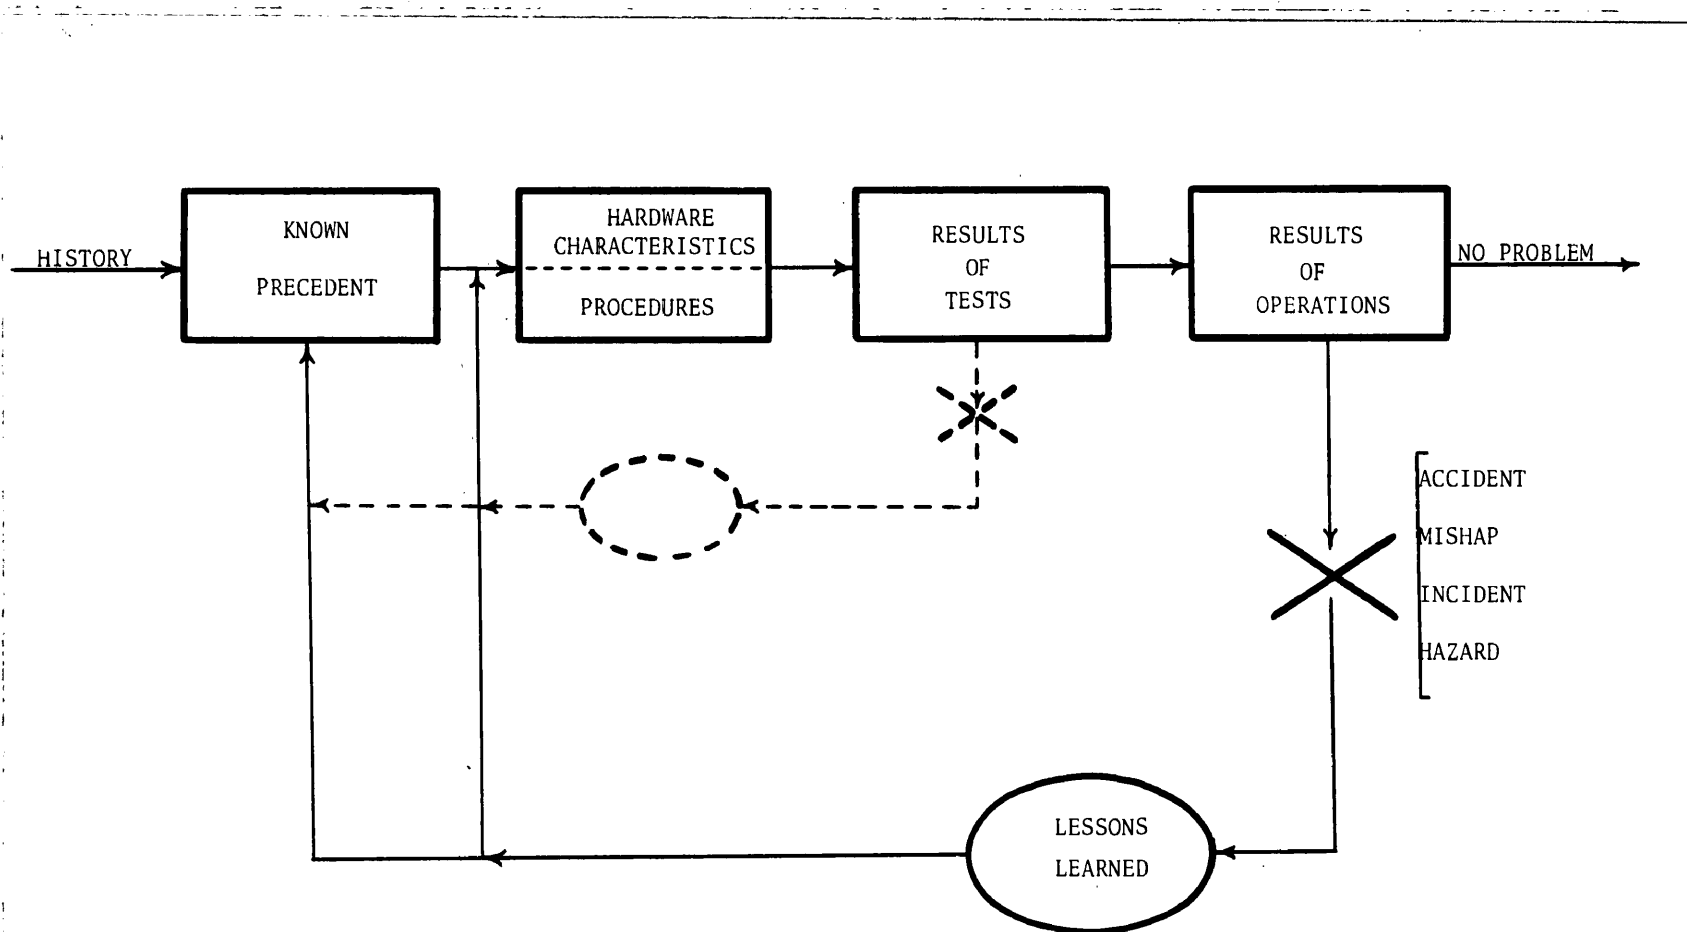 HISTORY
KNOWN
PRECEDENT
HARDWARE
CHARACTERISTICS
PROCEDURES
RESULTS
OF
TESTS
RESULTS
OF
OPERATIONS
NO PROBLEM
ACCIDENT
MISHAP
INCIDENT
HAZARD
LESSONS
LEARNED